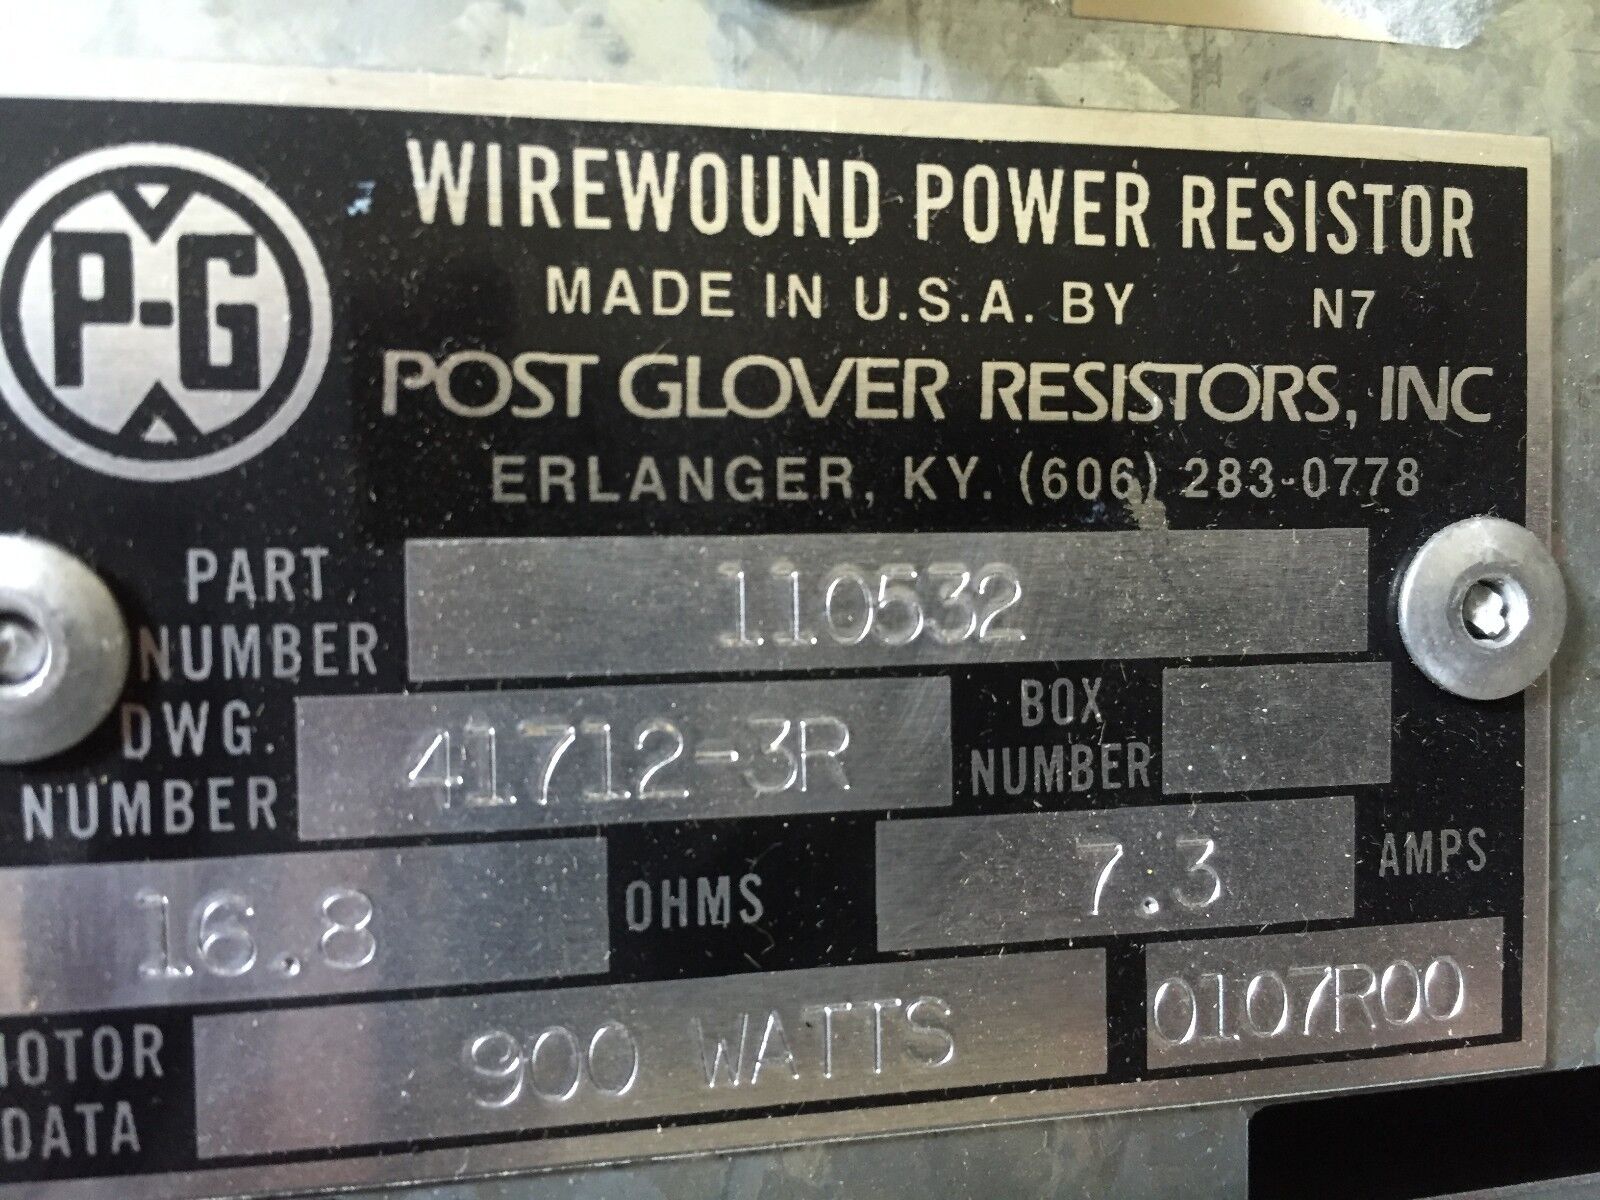 P-G
WIREWOUND POWER RESISTOR
MADE IN U.S.A. BY N7
POST GLOVER RESISTORS, INC
ERLANGER, KY. (606) 283-0778
PART NUMBER 110532
DWG. NUMBER 41712-3R BOX NUMBER
16.8 OHMS 7.3 AMPS
MOTOR DATA 900 WATTS 0107R00